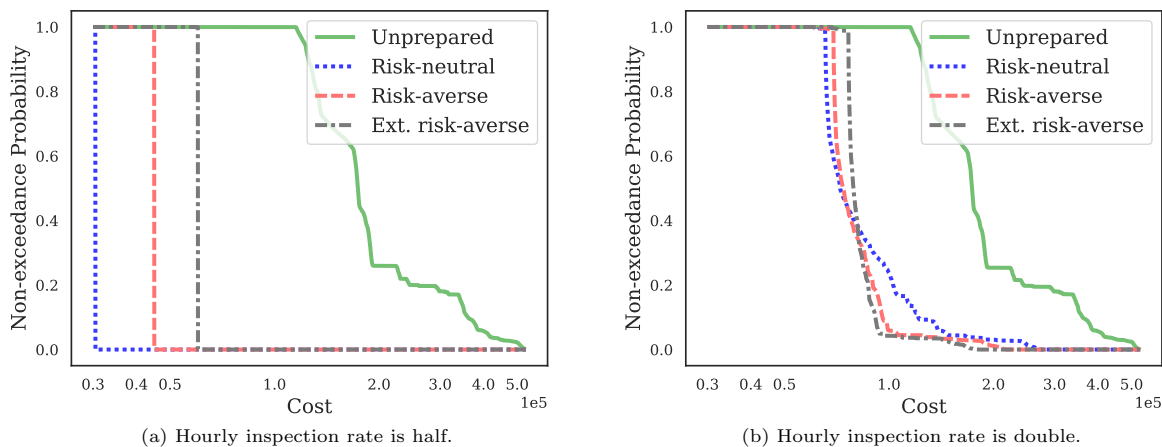 Non-exceedance Probability
1.0
0.8
0.6
0.4
0.2
0.0
Unprepared
Risk-neutral
Risk-averse
Ext. risk-averse
0.3 0.4 0.5 1.0 2.0 3.0 4.0 5.0
1e5
Cost
(a) Hourly inspection rate is half.
Non-exceedance Probability
1.0
0.8
0.6
0.4
0.2
0.0
Unprepared
Risk-neutral
Risk-averse
Ext. risk-averse
0.3 0.4 0.5 1.0 2.0 3.0 4.0 5.0
1e5
Cost
(b) Hourly inspection rate is double.